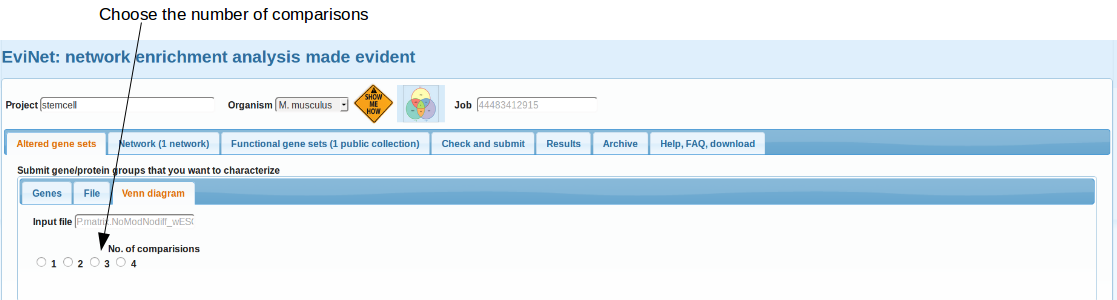 Choose the number of comparisons
EviNet: network enrichment analysis made evident
Project stemcell Organism M. musculus SHOW ME HOW Job 44483412915
Altered gene sets Network (1 network) Functional gene sets (1 public collection) Check and submit Results Archive Help, FAQ, download
Submit gene/protein groups that you want to characterize
Genes File Venn diagram
Input file P.matrix.NoModNodiff_wESC
No. of comparisions
1 2 3 4